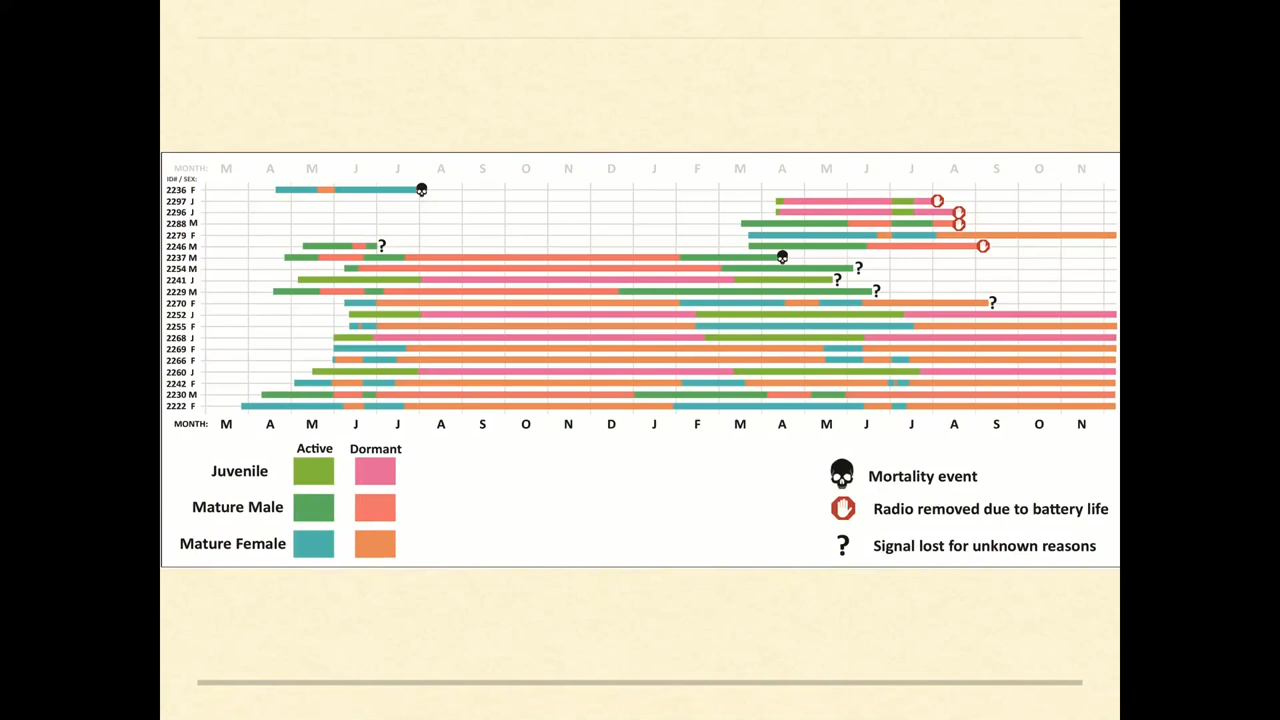 MONTH: M A M J J A S O N D J F M A M J J A S O N
ID# / SEX:
2236 F
2297 J
2296 J
2288 M
2279 F
2246 M ?
2237 M
2254 M ?
2241 J ?
2229 M ?
2270 F ?
2252 J
2255 F
2268 J
2269 F
2266 F
2260 J
2242 F
2230 M
2222 F
MONTH: M A M J J A S O N D J F M A M J J A S O N
Active Dormant
Juvenile
Mature Male
Mature Female
Mortality event
Radio removed due to battery life
? Signal lost for unknown reasons